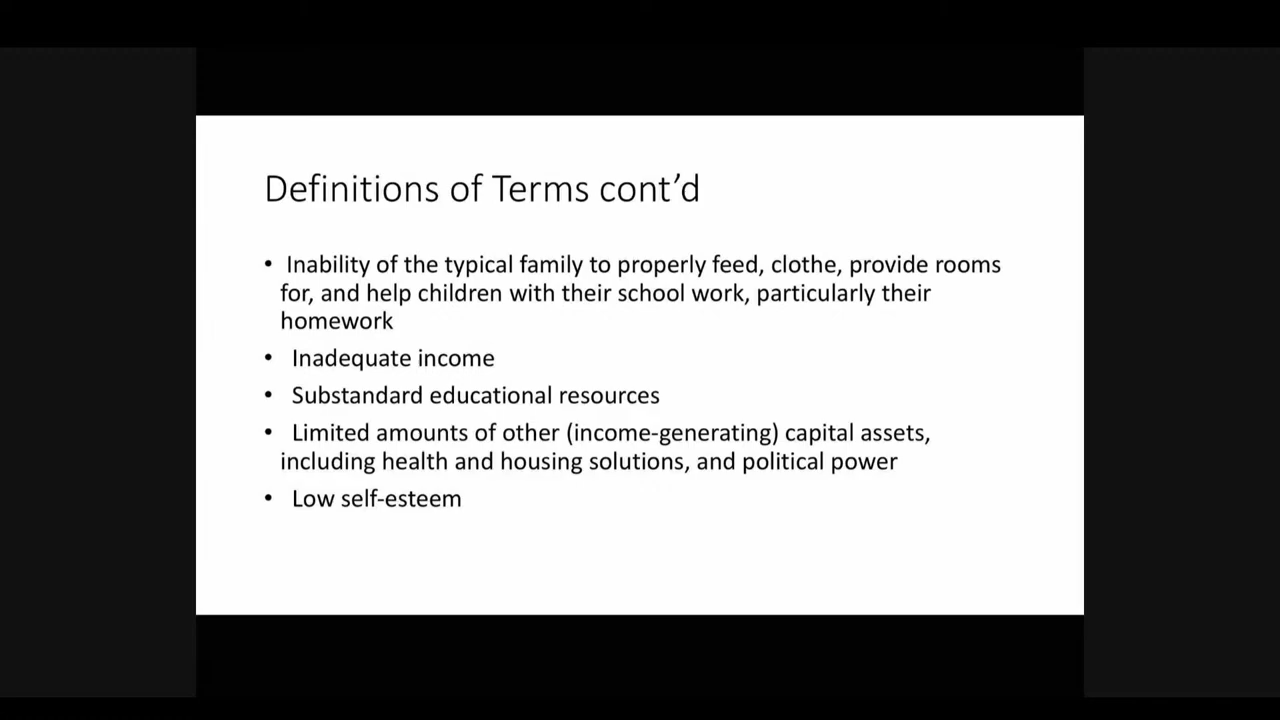 Definitions of Terms cont’d
• Inability of the typical family to properly feed, clothe, provide rooms
for, and help children with their school work, particularly their
homework
• Inadequate income
• Substandard educational resources
• Limited amounts of other (income-generating) capital assets,
including health and housing solutions, and political power
• Low self-esteem